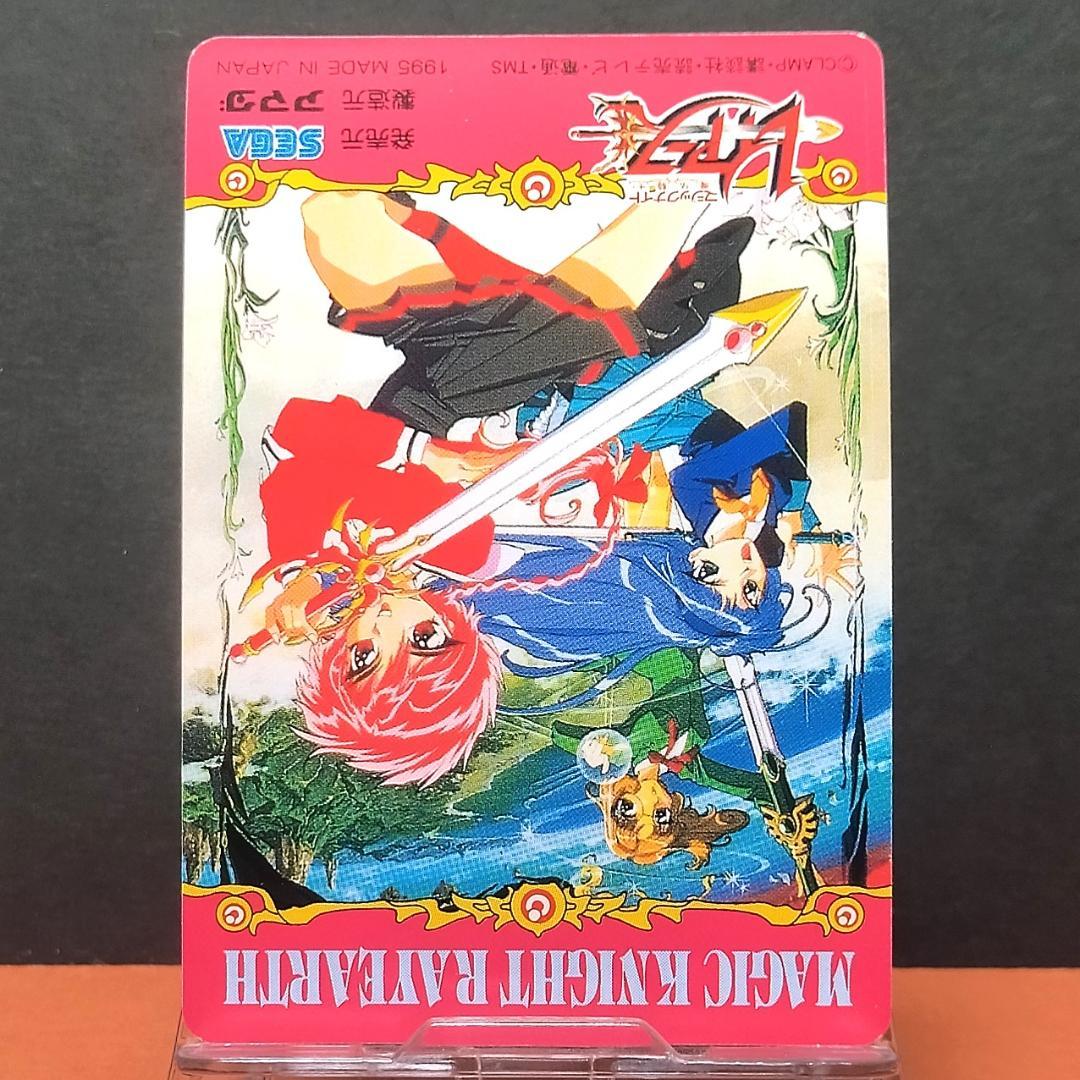 MAGIC KNIGHT RAYEARTH
マジックナイト
レイアース
発売元 SEGA
製造元 アマダ
©CLAMP・講談社・読売テレビ・電通・TMS
1995 MADE IN JAPAN